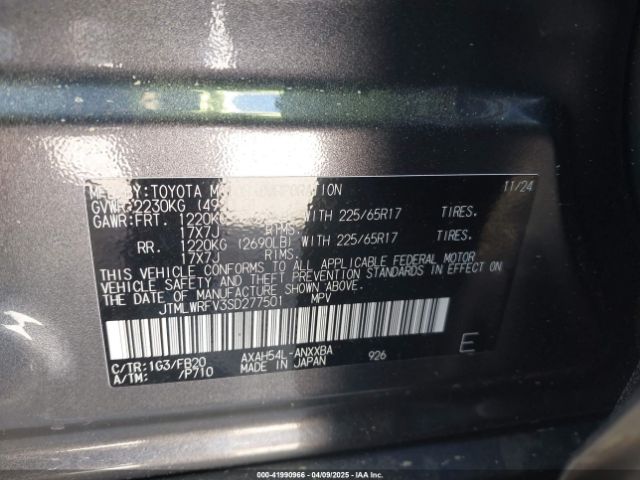 MFD BY:TOYOTA MOTOR CORPORATION 11/24
GVWR 2230KG
GAWR:FRT. 1220KG WITH 225/65R17 TIRES.
17X7J RIMS.
RR. 1220KG (2690LB) WITH 225/65R17 TIRES.
17X7J RIMS.
THIS VEHICLE CONFORMS TO ALL APPLICABLE FEDERAL MOTOR
VEHICLE SAFETY AND THEFT PREVENTION STANDARDS IN EFFECT ON
THE DATE OF MANUFACTURE SHOWN ABOVE.
JTMLWRFV3SD277501 MPV
C/TR:1G3/FB20 AXAH54L-ANXXBA 926 E
A/TM: /P710 MADE IN JAPAN
000-41990966 - 04/09/2025 - IAAI.COM